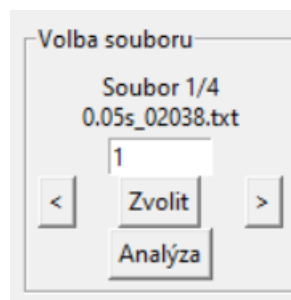 Volba souboru
Soubor 1/4
0.05s_02038.txt
1
< Zvolit >
Analýza